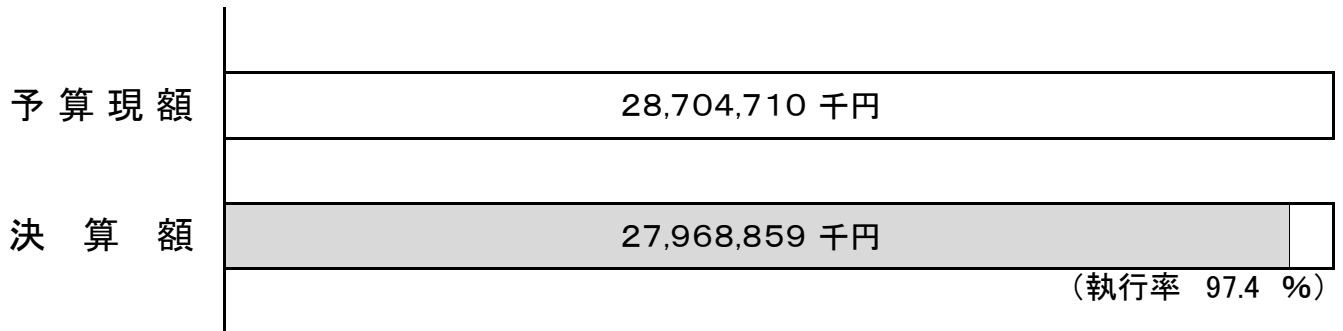 予算現額 28,704,710 千円
決算額 27,968,859 千円
（執行率 97.4 %）